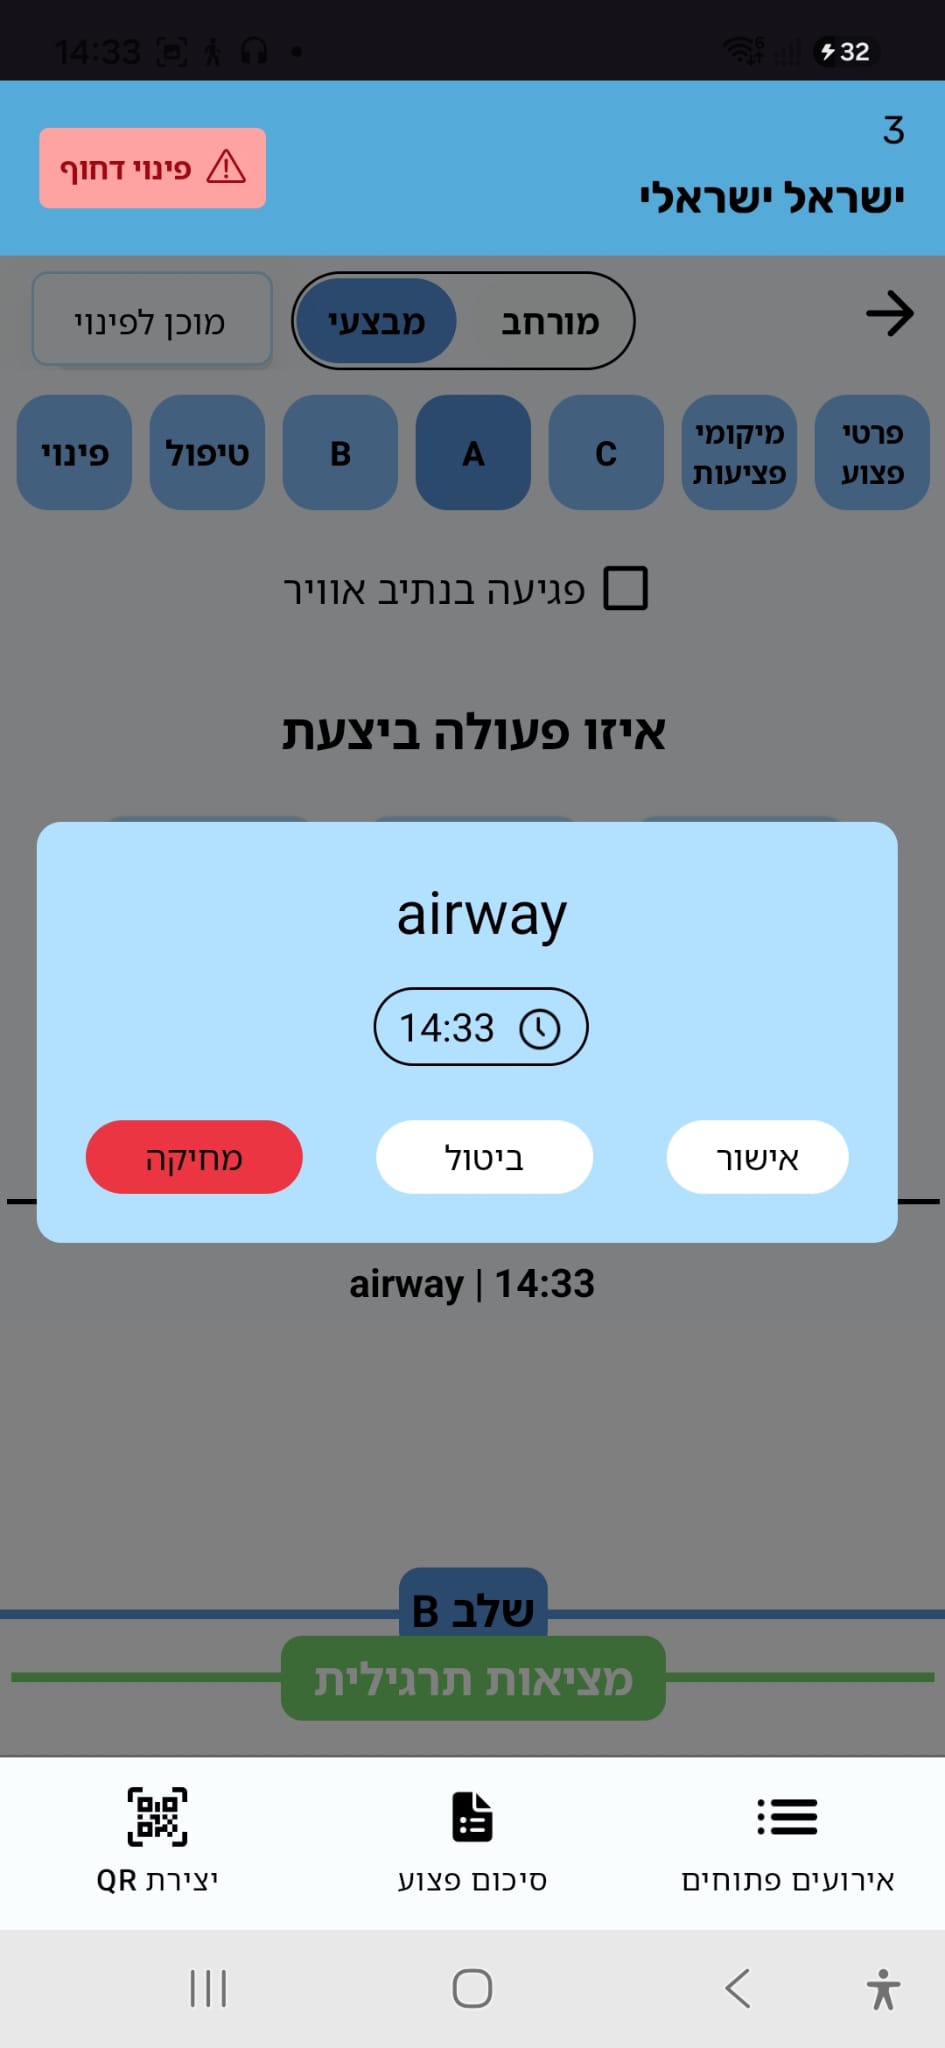 14:33
6
32
3
ישראל ישראלי
פינוי דחוף
מורחב
מבצעי
מוכן לפינוי
פרטי פצוע
מיקומי פציעות
C
A
B
טיפול
פינוי
פגיעה בנתיב אוויר
איזו פעולה ביצעת
airway
14:33
אישור
ביטול
מחיקה
airway | 14:33
שלב B
מציאות תרגילית
אירועים פתוחים
סיכום פצוע
יצירת QR